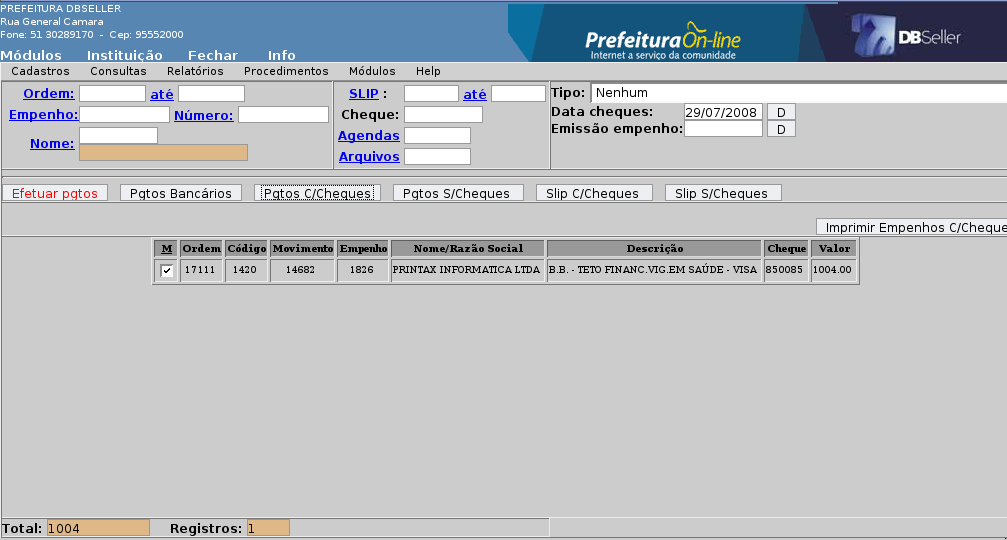 PREFEITURA DBSELLER
Rua General Camara
Fone: 51 30289170 - Cep: 95552000
Prefeitura On-line
Internet a serviço da comunidade
DBSeller
Módulos Instituição Fechar Info
Cadastros Consultas Relatórios Procedimentos Módulos Help
Ordem: até SLIP : até Tipo: Nenhum
Empenho: Número: Cheque: Data cheques: 29/07/2008 D
Emissão empenho: D
Nome: Agendas
Arquivos
Efetuar pgtos Pgtos Bancários Pgtos C/Cheques Pgtos S/Cheques Slip C/Cheques Slip S/Cheques
Imprimir Empenhos C/Cheque
M Ordem Código Movimento Empenho Nome/Razão Social Descrição Cheque Valor
17111 1420 14682 1826 PRINTAX INFORMATICA LTDA B.B. - TETO FINANC.VIG.EM SAÚDE - VISA 850085 1004.00
Total: 1004 Registros: 1